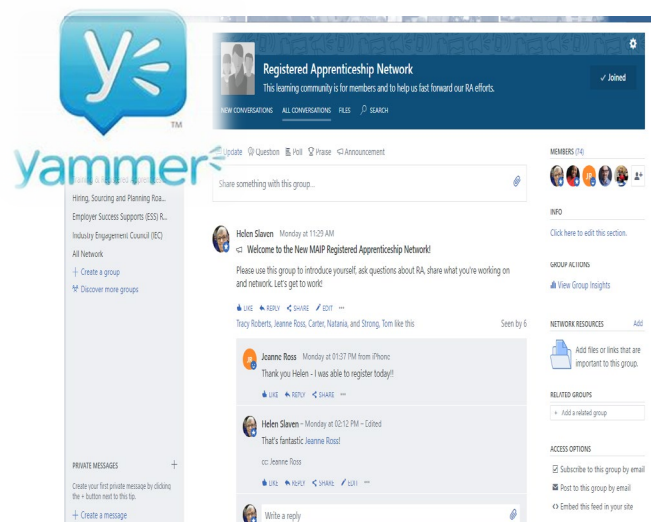 TM
yammer
Registered Apprenticeship Network
This learning community is for members and to help us fast forward our RA efforts.
✓ Joined
NEW CONVERSATIONS ALL CONVERSATIONS FILES SEARCH
Update Question Poll Praise Announcement
Share something with this group...
Hiring, Sourcing and Planning Roa...
Employer Success Supports (ESS) R...
Industry Engagement Council (IEC)
All Network
+ Create a group
Discover more groups
PRIVATE MESSAGES +
Create your first private message by clicking
the + button next to this tip.
+ Create a message
Helen Slaven Monday at 11:29 AM
Welcome to the New MAIP Registered Apprenticeship Network!
Please use this group to introduce yourself, ask questions about RA, share what you're working on
and network. Let's get to work!
LIKE REPLY SHARE EDIT ...
Tracy Roberts, Jeanne Ross, Carter, Natania, and Strong, Tom like this Seen by 6
Jeanne Ross Monday at 01:37 PM from iPhone
Thank you Helen - I was able to register today!!
LIKE REPLY SHARE ...
Helen Slaven – Monday at 02:12 PM – Edited
That's fantastic Jeanne Ross!
cc: Jeanne Ross
LIKE REPLY SHARE EDIT ...
Write a reply
MEMBERS (74)
INFO
Click here to edit this section.
GROUP ACTIONS
View Group Insights
NETWORK RESOURCES Add
Add files or links that are
important to this group.
RELATED GROUPS
+ Add a related group
ACCESS OPTIONS
Subscribe to this group by email
Post to this group by email
Embed this feed in your site